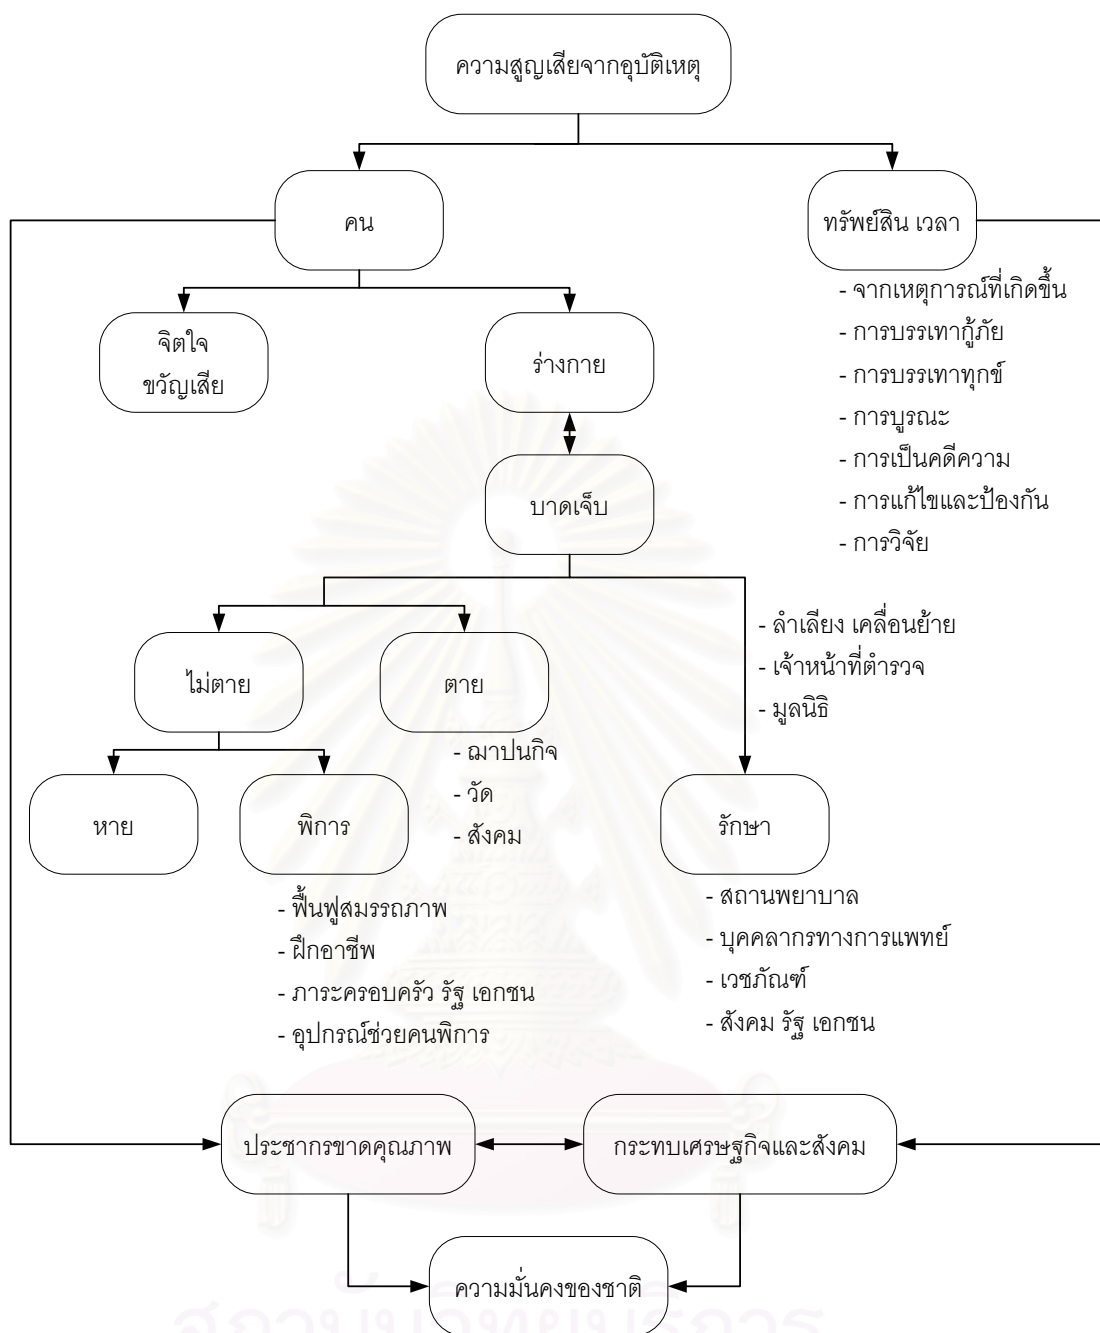 ความสูญเสียจากอุบัติเหตุ
คน
ทรัพย์สิน เวลา
- จากเหตุการณ์ที่เกิดขึ้น
- การบรรเทากู้ภัย
- การบรรเทาทุกข์
- การบูรณะ
- การเป็นคดีความ
- การแก้ไขและป้องกัน
- การวิจัย
จิตใจ
ขวัญเสีย
ร่างกาย
บาดเจ็บ
- ลำเลียง เคลื่อนย้าย
- เจ้าหน้าที่ตำรวจ
- มูลนิธิ
ไม่ตาย
ตาย
- ฌาปนกิจ
- วัด
- สังคม
หาย
พิการ
รักษา
- ฟื้นฟูสมรรถภาพ
- ฝึกอาชีพ
- ภาระครอบครัว รัฐ เอกชน
- อุปกรณ์ช่วยคนพิการ
- สถานพยาบาล
- บุคคลากรทางการแพทย์
- เวชภัณฑ์
- สังคม รัฐ เอกชน
ประชากรขาดคุณภาพ
กระทบเศรษฐกิจและสังคม
ความมั่นคงของชาติ
สถาบันวิทยบริการ